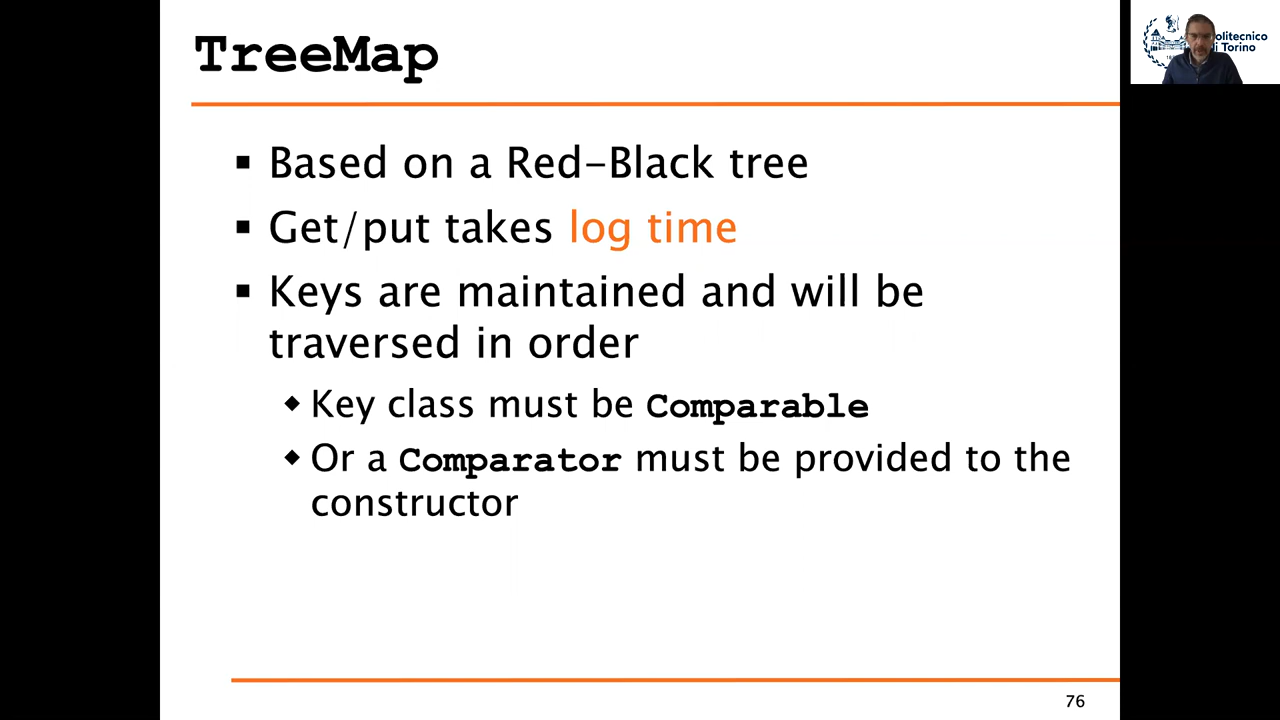 TreeMap
Politecnico
di Torino
▪ Based on a Red-Black tree
▪ Get/put takes log time
▪ Keys are maintained and will be
traversed in order
◆ Key class must be Comparable
◆ Or a Comparator must be provided to the
constructor
76